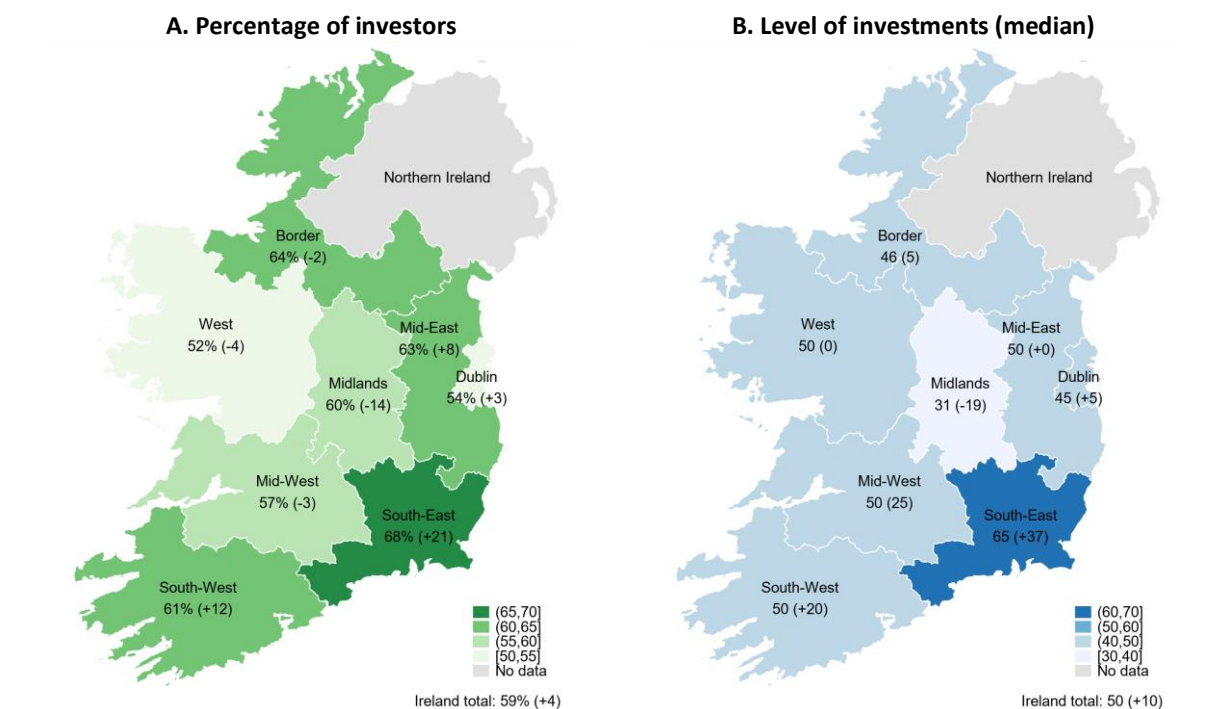 A. Percentage of investors
Northern Ireland
Border
64% (-2)
West
52% (-4)
Mid-East
63% (+8)
Midlands
60% (-14)
Dublin
54% (+3)
Mid-West
57% (-3)
South-East
68% (+21)
South-West
61% (+12)
(65,70]
(60,65]
(55,60]
[50,55]
No data
Ireland total: 59% (+4)
B. Level of investments (median)
Northern Ireland
Border
46 (5)
West
50 (0)
Mid-East
50 (+0)
Midlands
31 (-19)
Dublin
45 (+5)
Mid-West
50 (25)
South-East
65 (+37)
South-West
50 (+20)
(60,70]
(50,60]
(40,50]
[30,40]
No data
Ireland total: 50 (+10)